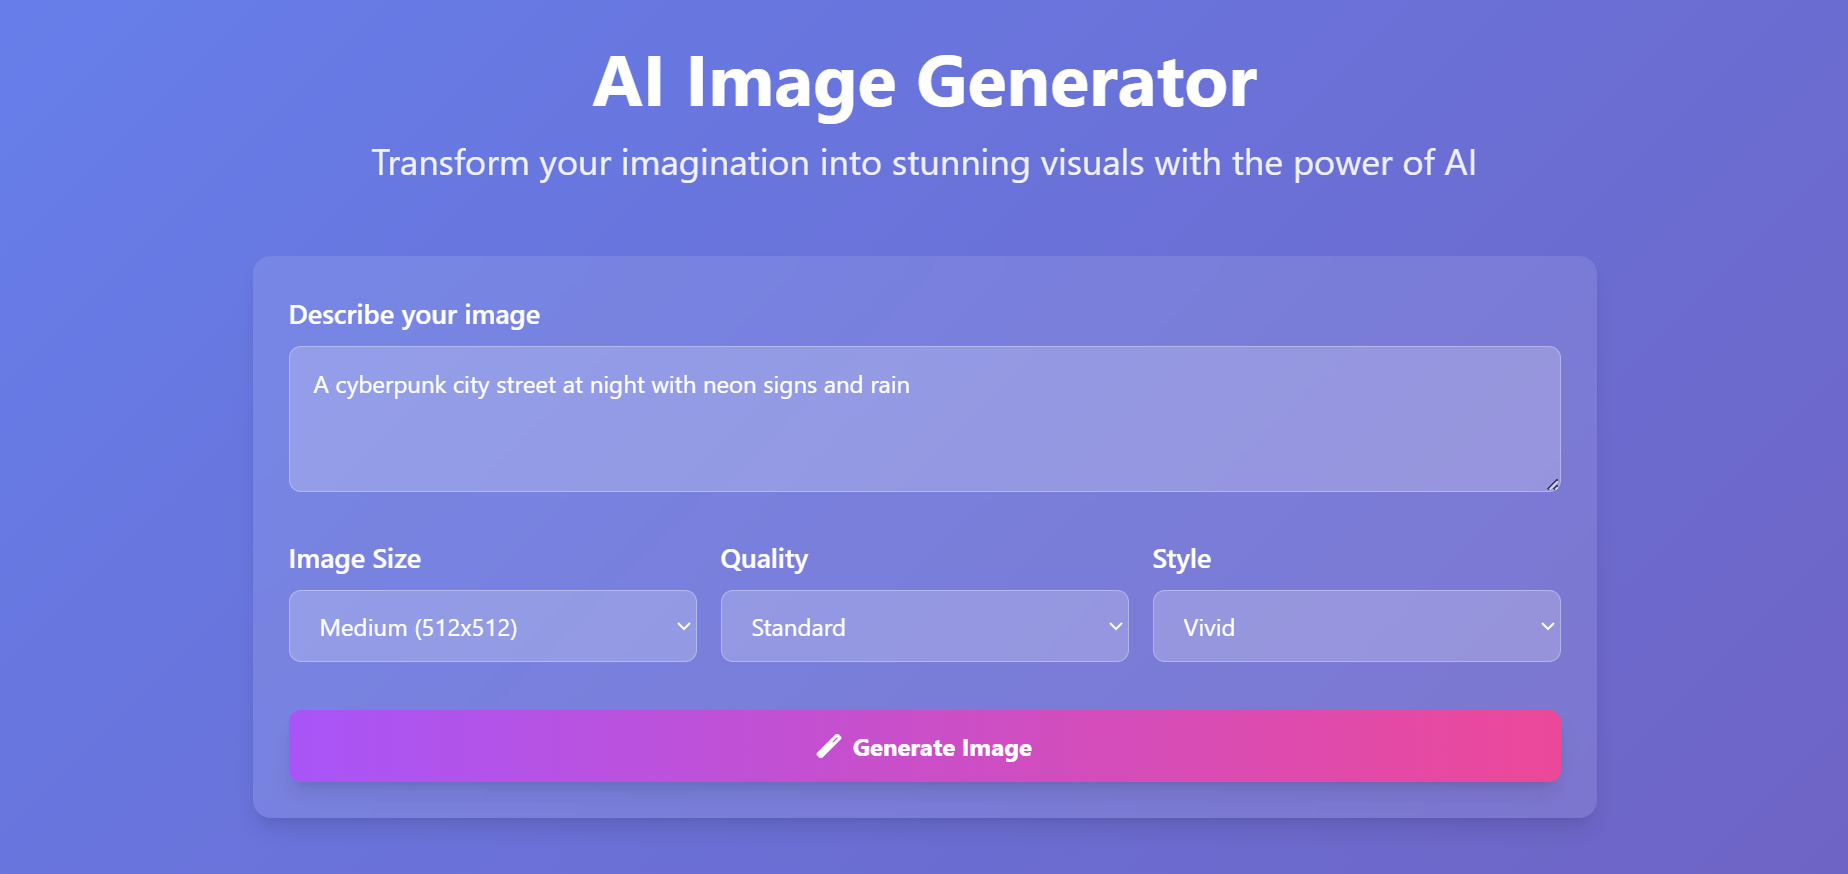 AI Image Generator
Transform your imagination into stunning visuals with the power of AI
Describe your image
A cyberpunk city street at night with neon signs and rain
Image Size
Quality
Style
Medium (512x512)
Standard
Vivid
Generate Image